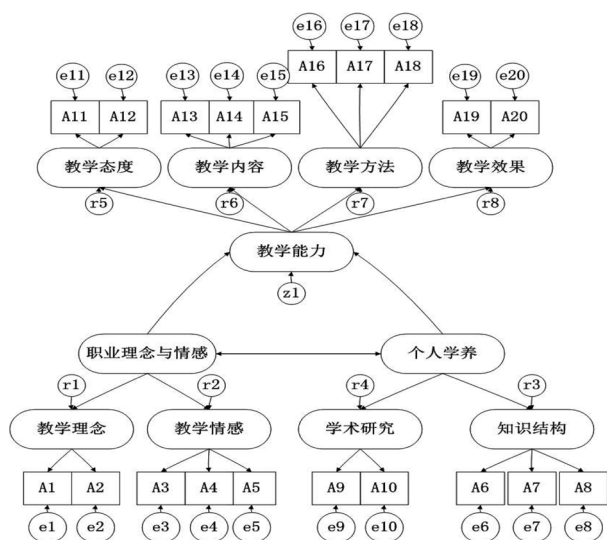 e16 e17 e18
A16 A17 A18
e11 e12 e13 e14 e15 e19 e20
A11 A12 A13 A14 A15 A19 A20
教学态度 教学内容 教学方法 教学效果
r5 r6 r7 r8
教学能力
z1
职业理念与情感 个人学养
r1 r2 r4 r3
教学理念 教学情感 学术研究 知识结构
A1 A2 A3 A4 A5 A9 A10 A6 A7 A8
e1 e2 e3 e4 e5 e9 e10 e6 e7 e8